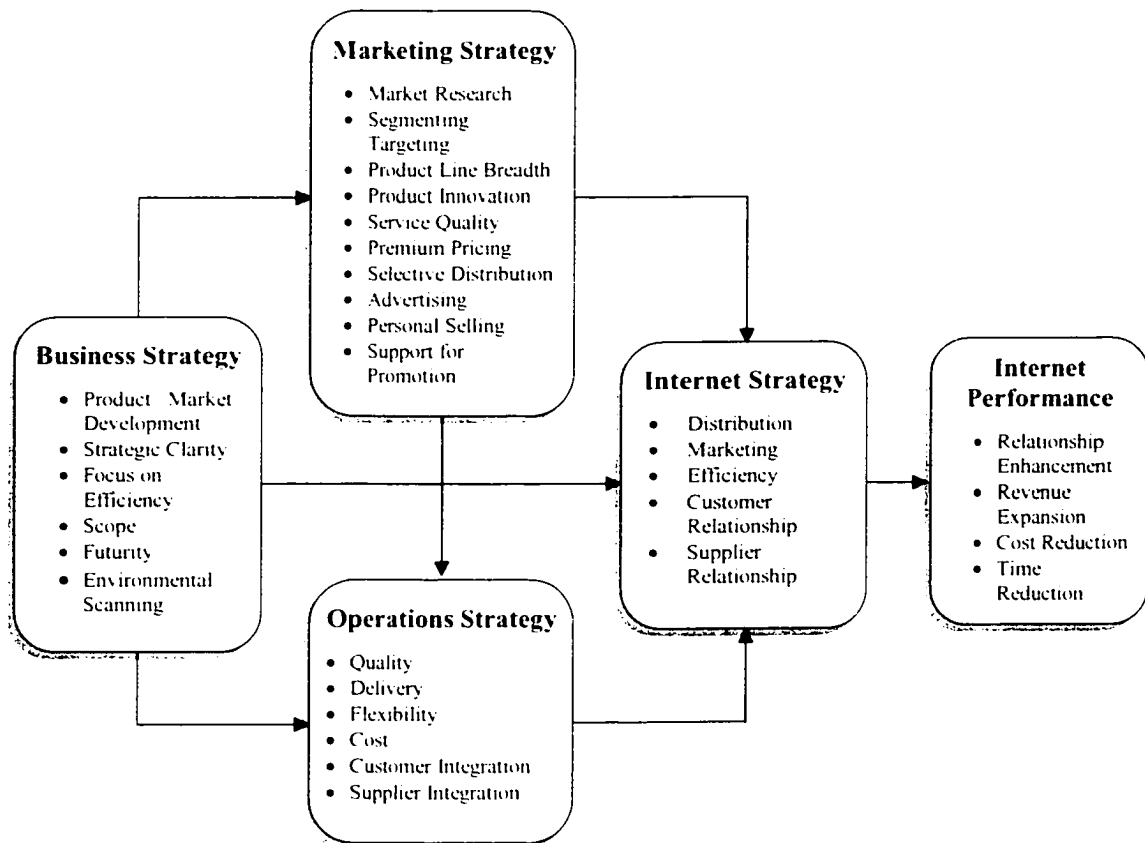 Marketing Strategy
• Market Research
• Segmenting
Targeting
• Product Line Breadth
• Product Innovation
• Service Quality
• Premium Pricing
• Selective Distribution
• Advertising
• Personal Selling
• Support for
Promotion
Business Strategy
• Product Market
Development
• Strategic Clarity
• Focus on
Efficiency
• Scope
• Futurity
• Environmental
Scanning
Operations Strategy
• Quality
• Delivery
• Flexibility
• Cost
• Customer Integration
• Supplier Integration
Internet Strategy
• Distribution
• Marketing
• Efficiency
• Customer
Relationship
• Supplier
Relationship
Internet
Performance
• Relationship
Enhancement
• Revenue
Expansion
• Cost Reduction
• Time
Reduction